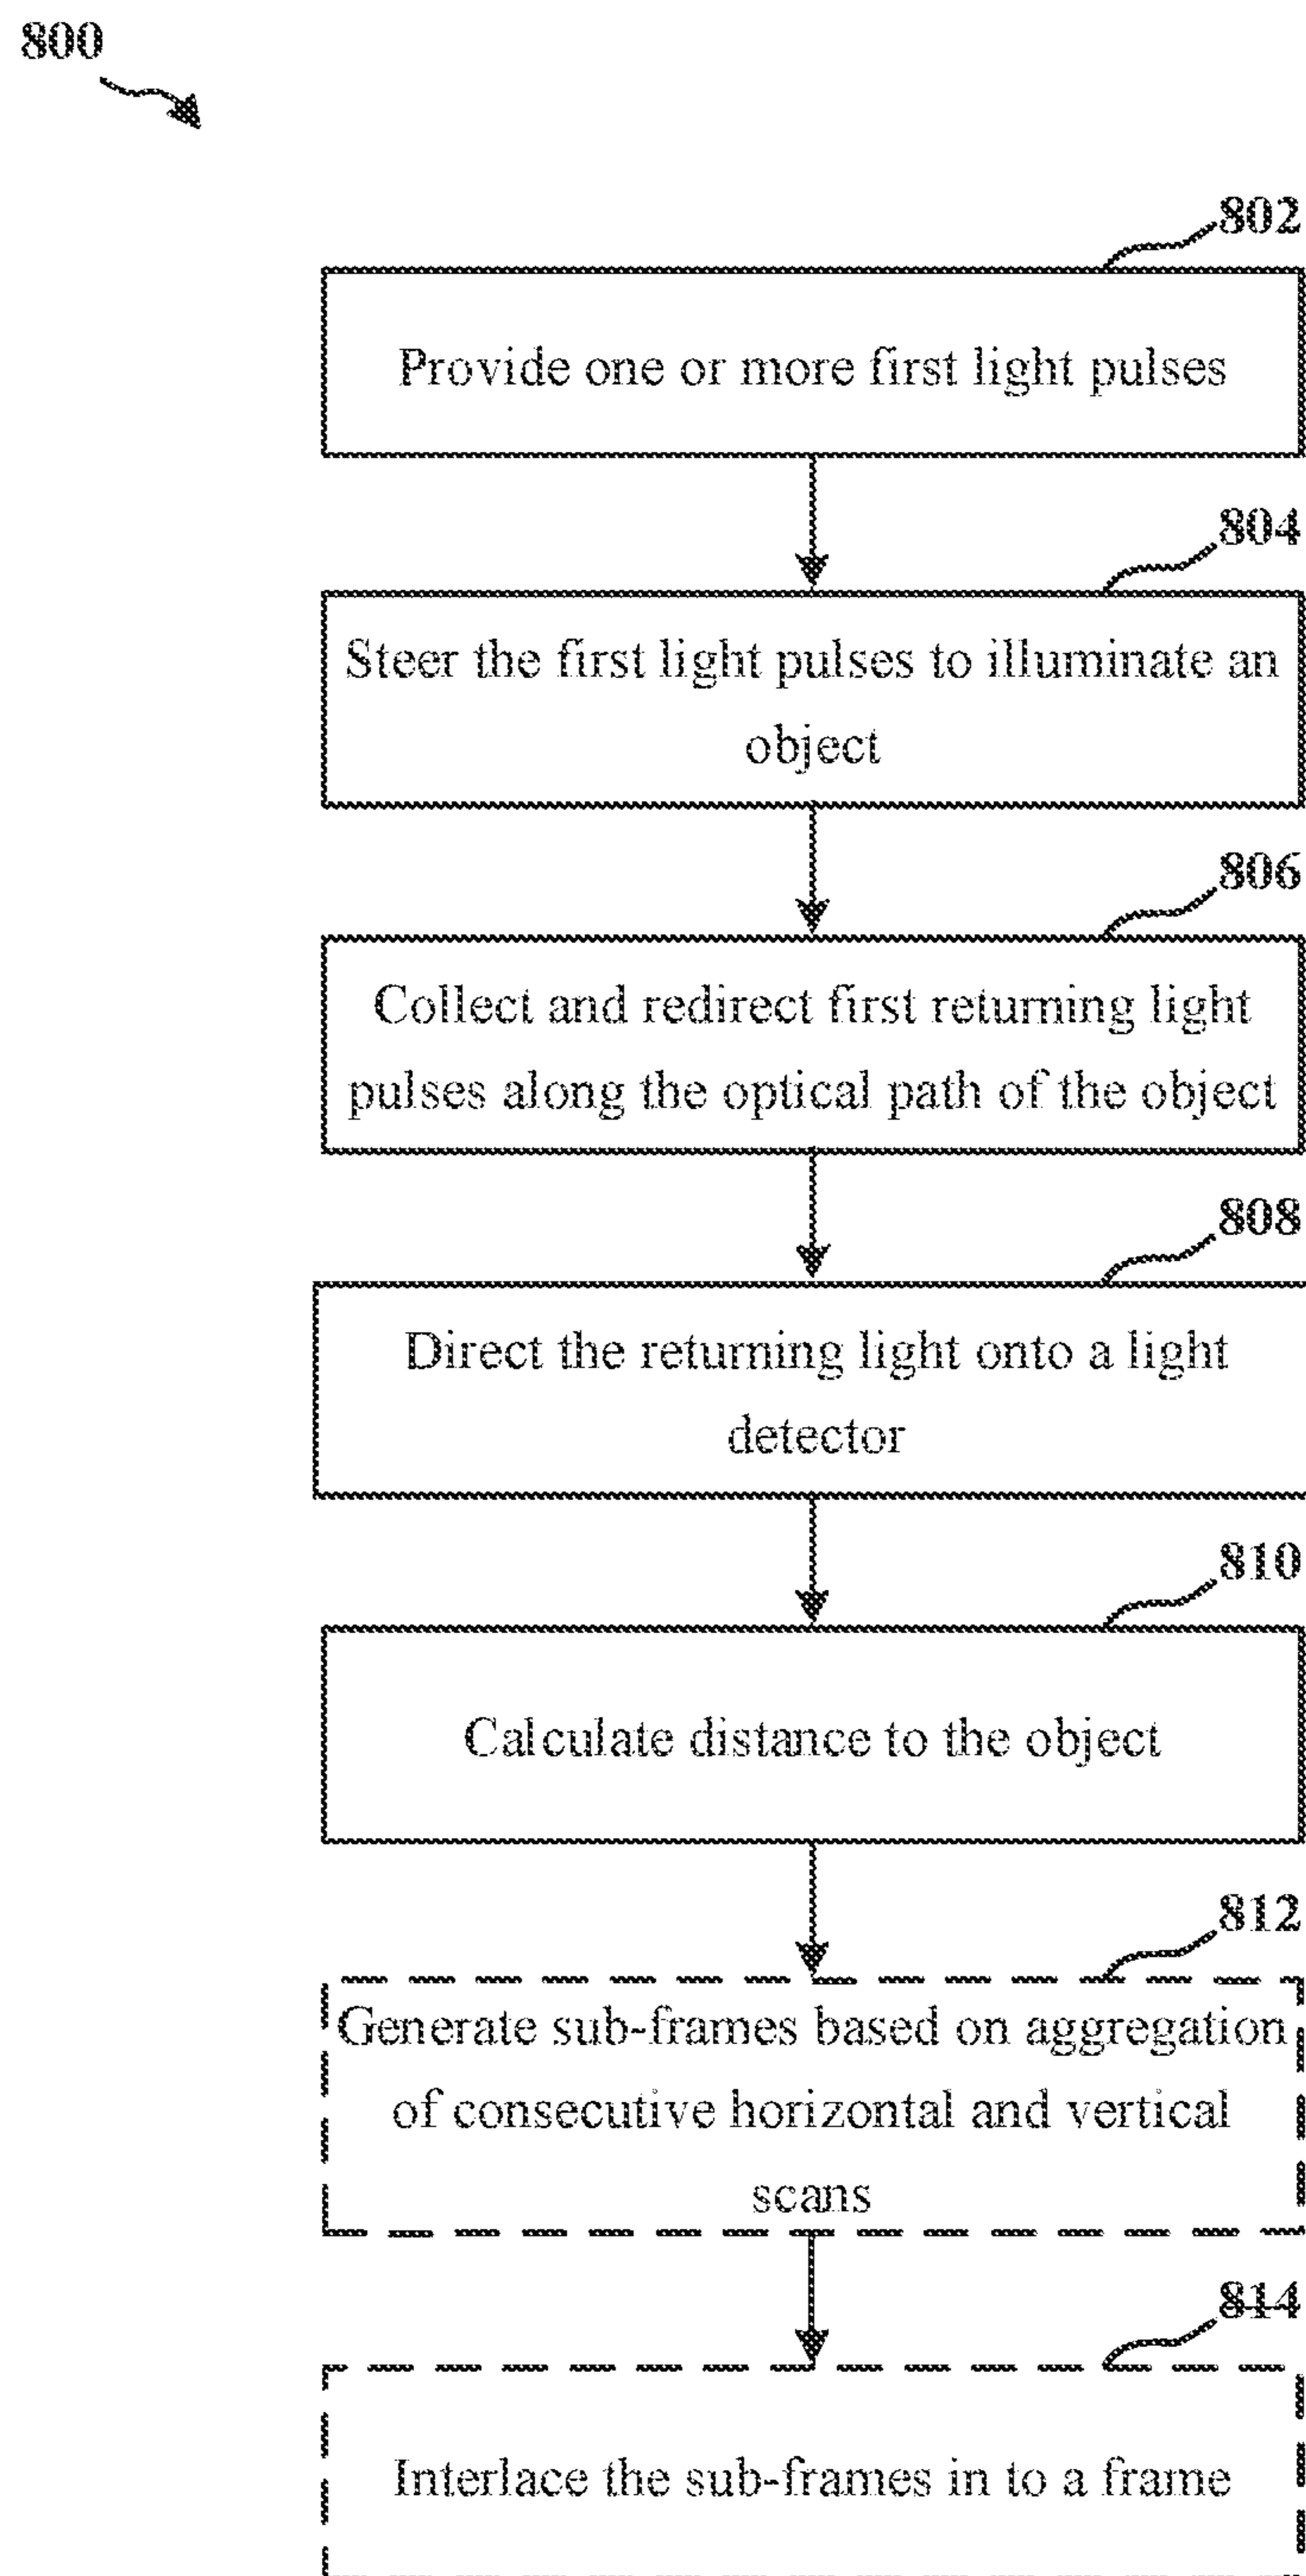 800
802
Provide one or more first light pulses
804
Steer the first light pulses to illuminate an
object
806
Collect and redirect first returning light
pulses along the optical path of the object
808
Direct the returning light onto a light
detector
810
Calculate distance to the object
812
Generate sub-frames based on aggregation
of consecutive horizontal and vertical
scans
814
Interlace the sub-frames in to a frame